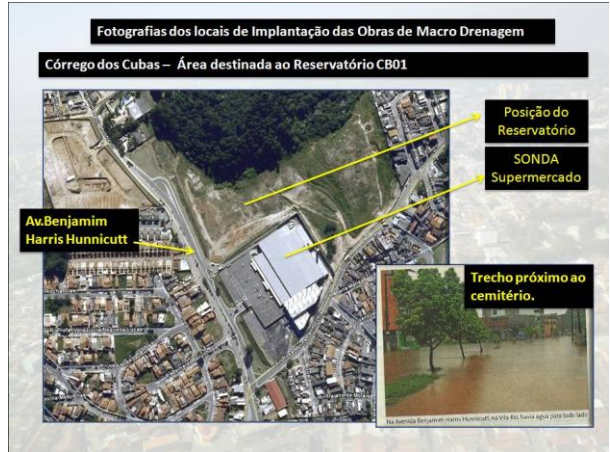 Fotografias dos locais de Implantação das Obras de Macro Drenagem
Córrego dos Cubas – Área destinada ao Reservatório CB01
Posição do
Reservatório
SONDA
Supermercado
Av.Benjamim
Harris Hunnicutt
Trecho próximo ao
cemitério.
Na Avenida Benjamim Harris Hunnicutt, na Vila Rio, havia água para todo lado